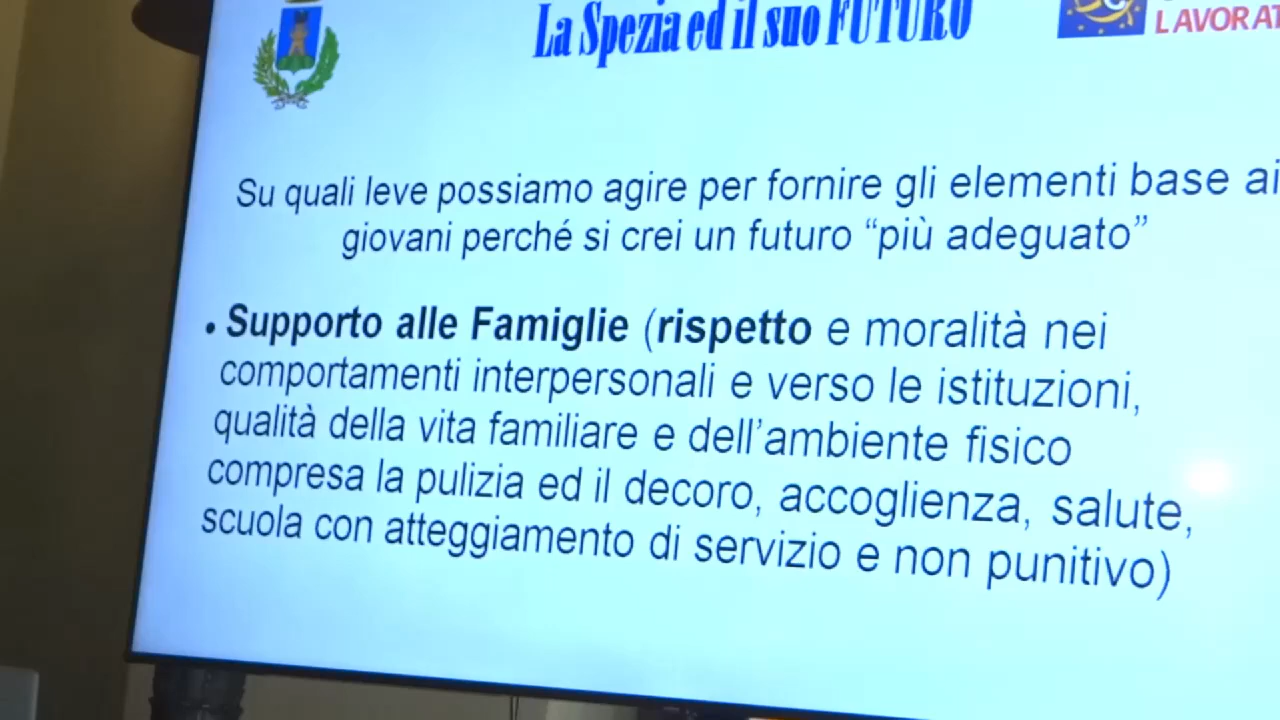 La Spezia ed il suo FUTURO
Su quali leve possiamo agire per fornire gli elementi base ai
giovani perché si crei un futuro “più adeguato”
• Supporto alle Famiglie (rispetto e moralità nei
comportamenti interpersonali e verso le istituzioni,
qualità della vita familiare e dell’ambiente fisico
compresa la pulizia ed il decoro, accoglienza, salute,
scuola con atteggiamento di servizio e non punitivo)